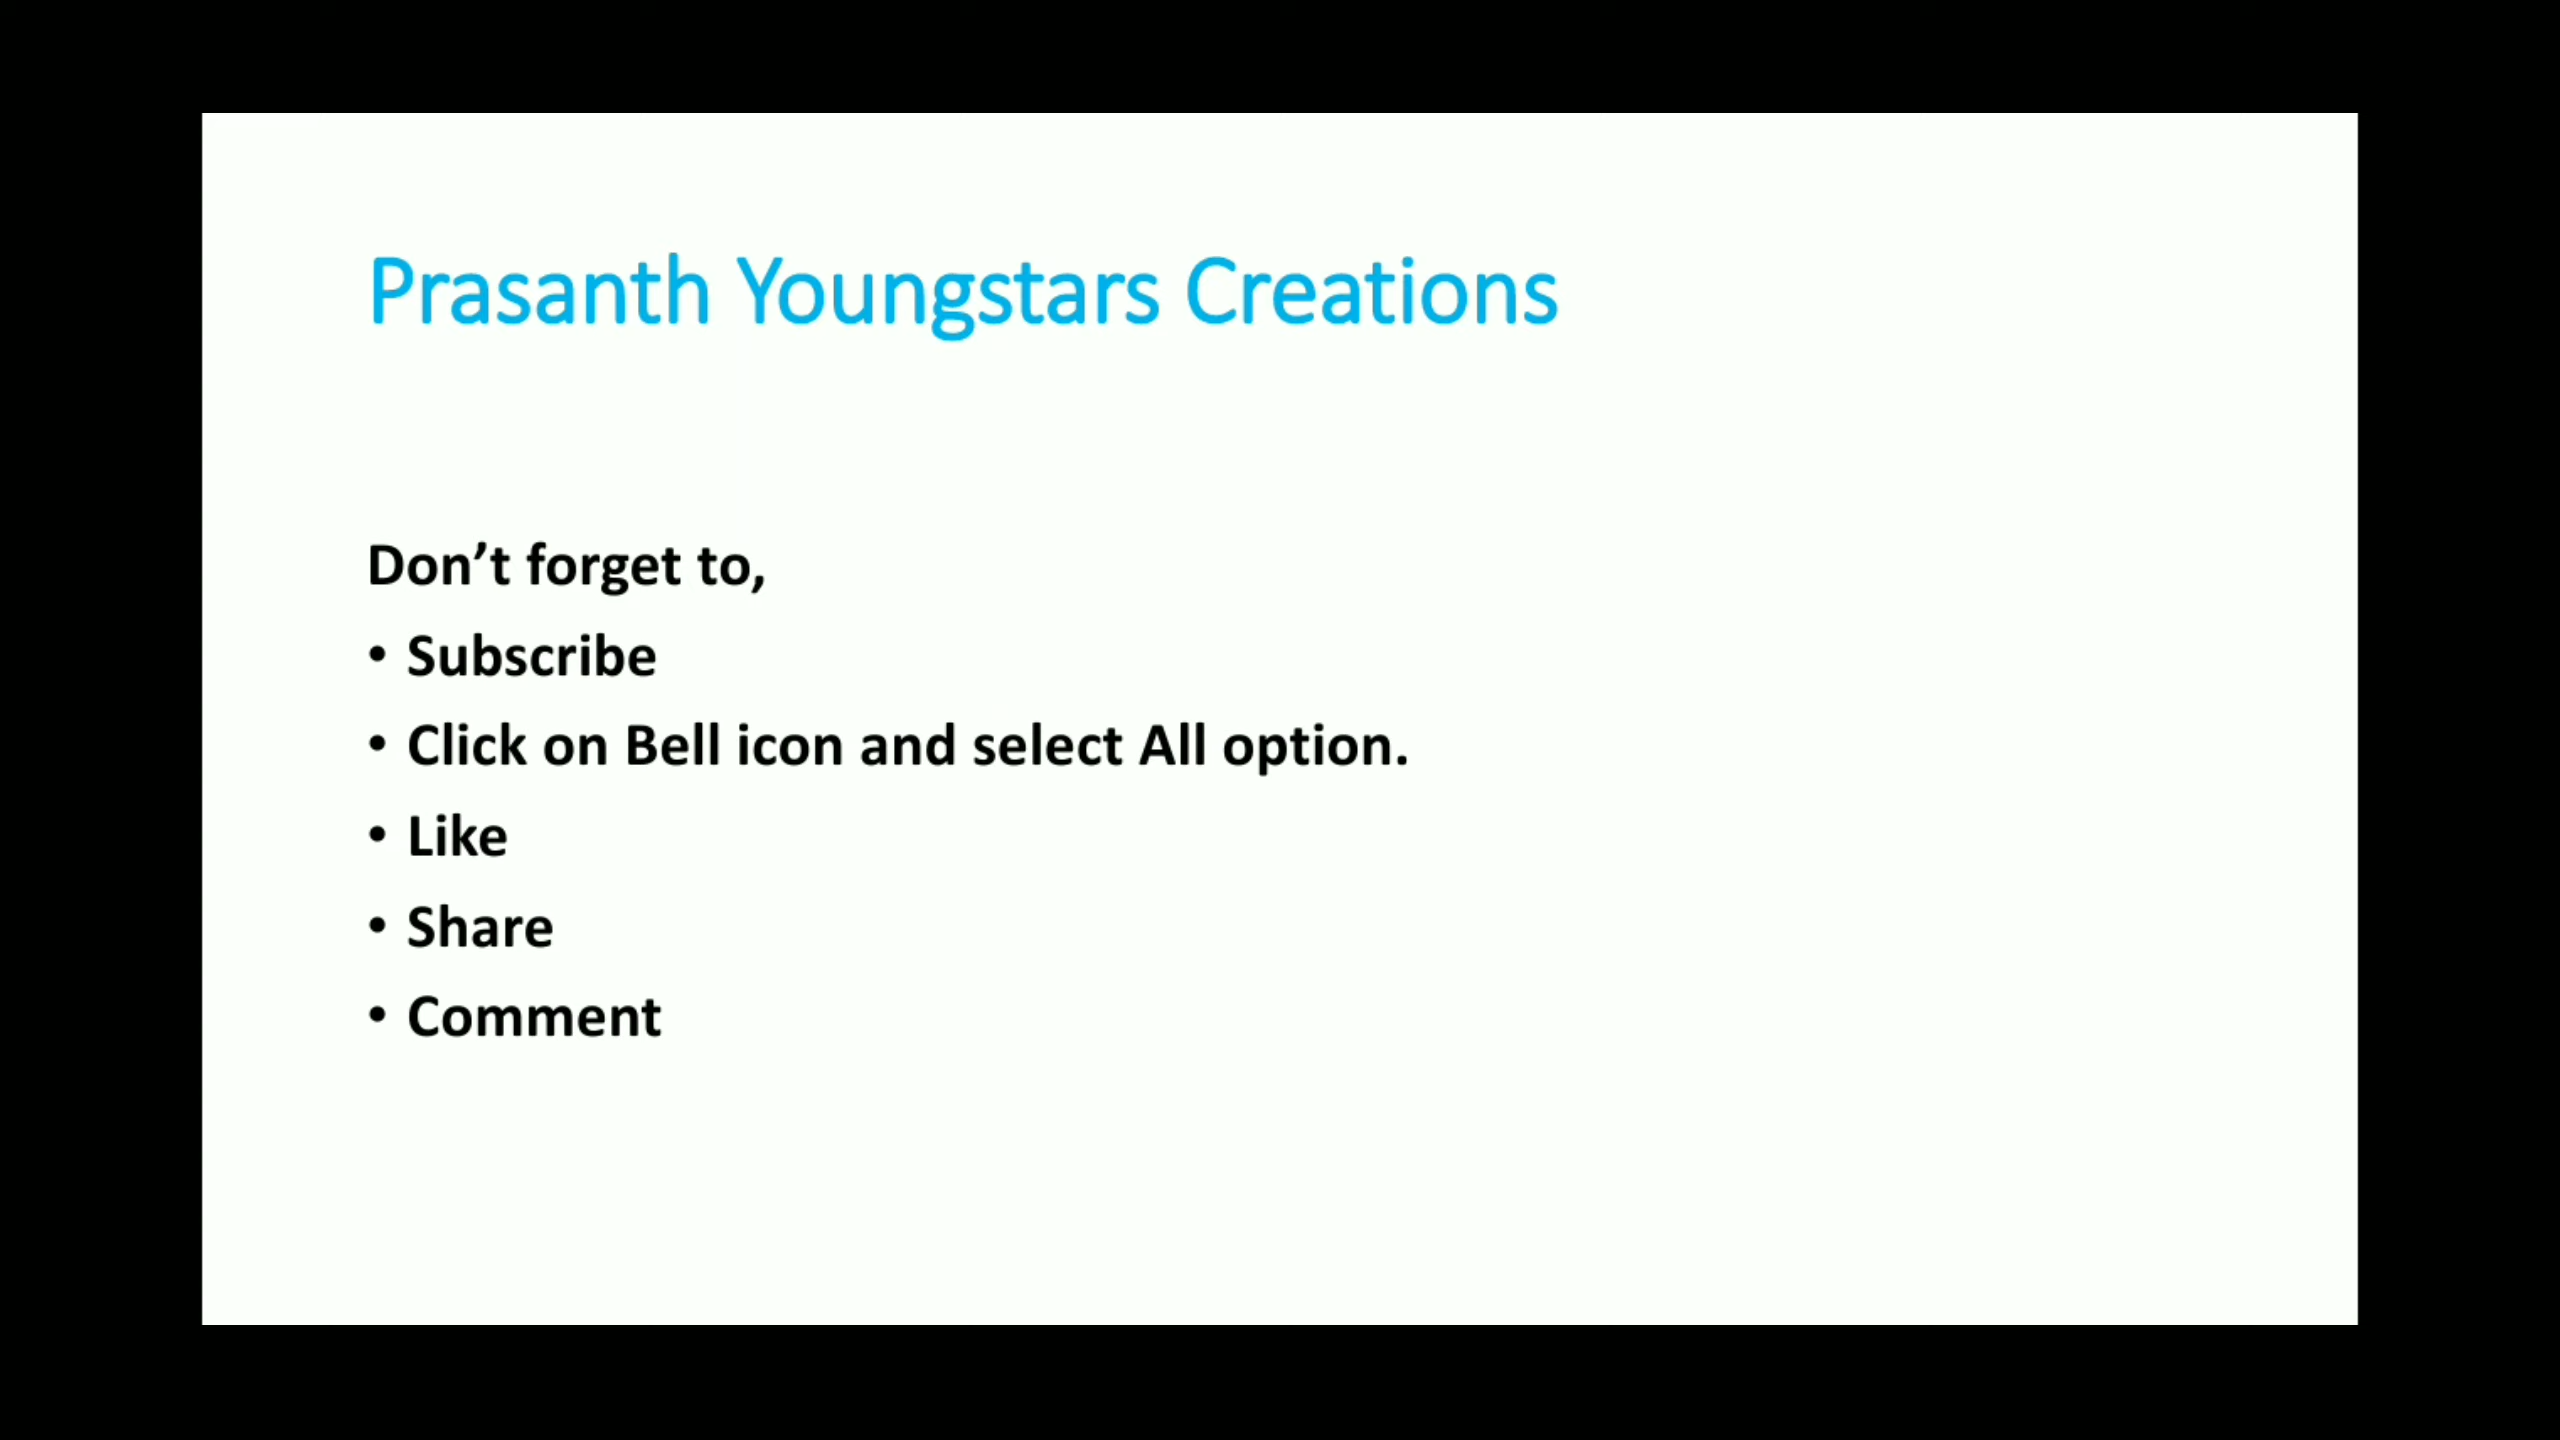 Prasanth Youngstars Creations
Don’t forget to,
• Subscribe
• Click on Bell icon and select All option.
• Like
• Share
• Comment